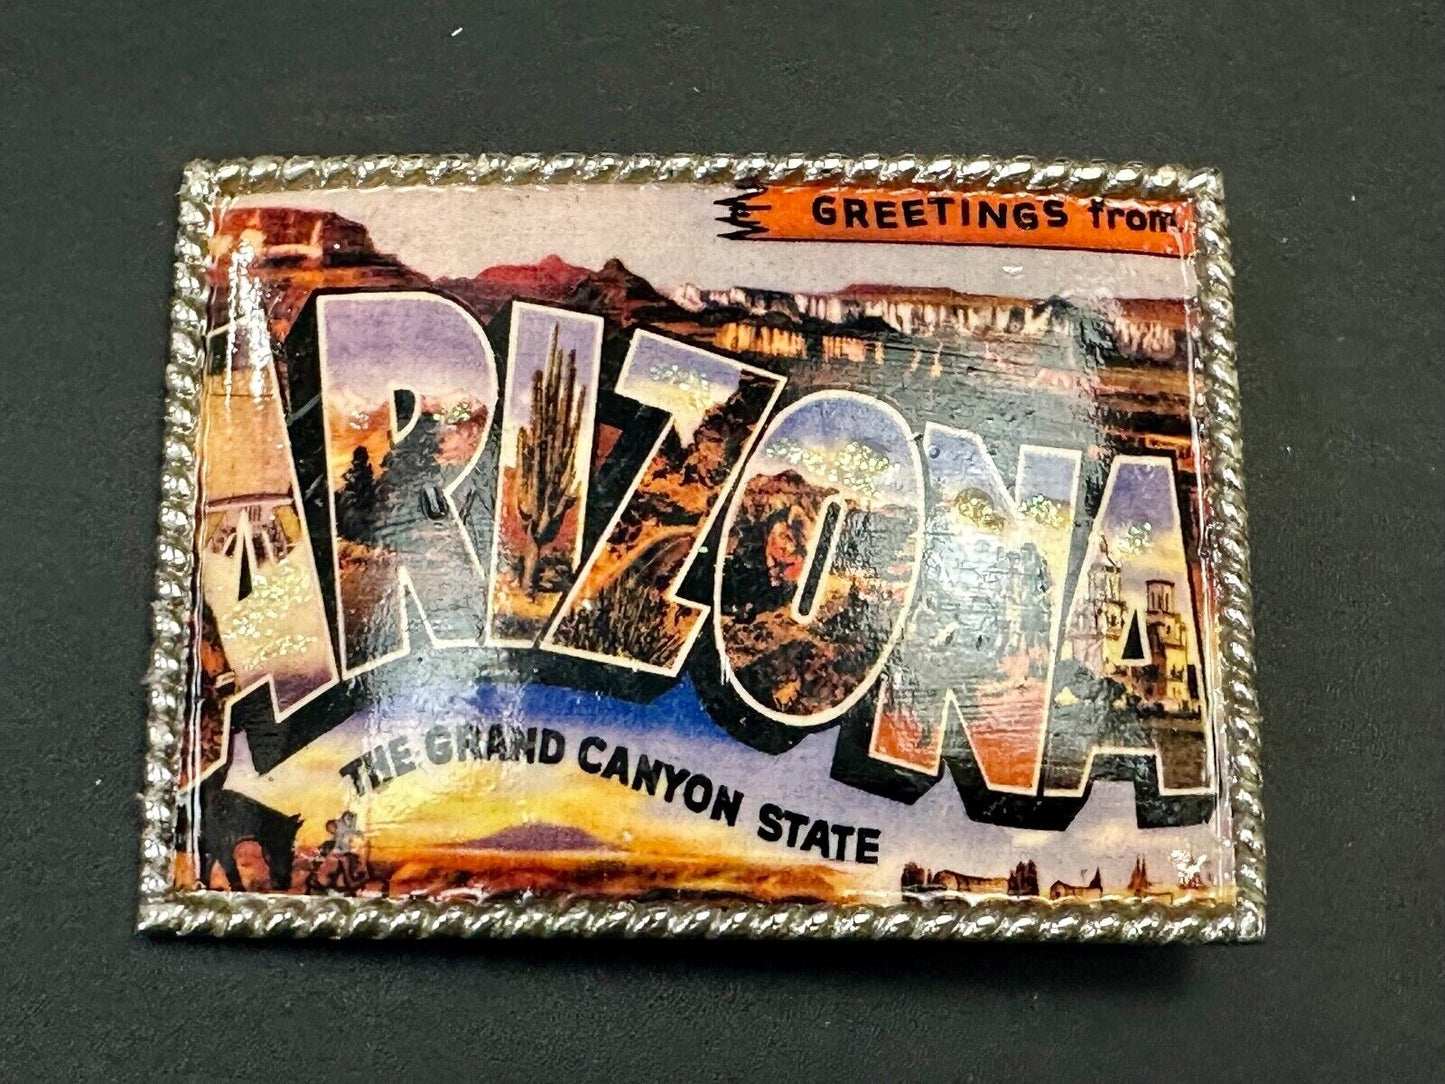 GREETINGS from
ARIZONA
THE GRAND CANYON STATE